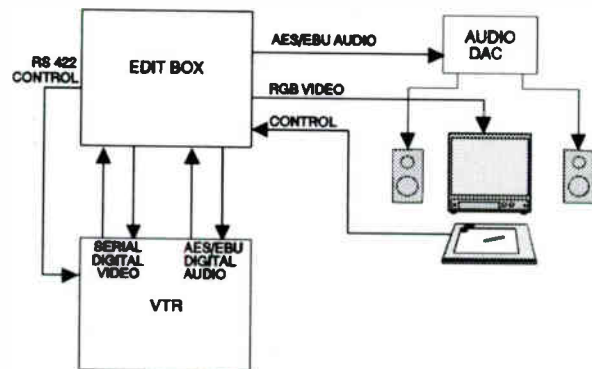 AES/EBU AUDIO
AUDIO
DAC
RS 422
CONTROL
EDIT BOX
RGB VIDEO
CONTROL
SERIAL
DIGITAL
VIDEO
AES/EBU
DIGITAL
AUDIO
VTR